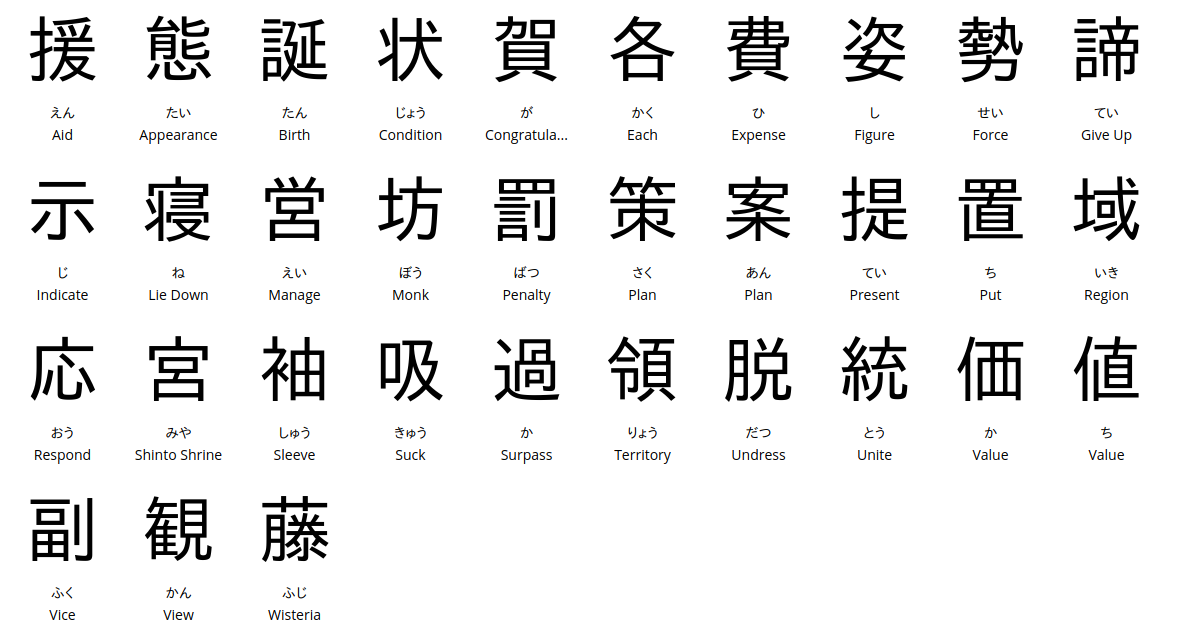 援 態 誕 状 賀 各 費 姿 勢 諦
えん たい たん じょう が かく ひ し せい てい
Aid Appearance Birth Condition Congratula... Each Expense Figure Force Give Up
示 寝 営 坊 罰 策 案 提 置 域
じ ね えい ぼう ばつ さく あん てい ち いき
Indicate Lie Down Manage Monk Penalty Plan Plan Present Put Region
応 宮 袖 吸 過 領 脱 統 価 値
おう みや しゅう きゅう か りょう だつ とう か ち
Respond Shinto Shrine Sleeve Suck Surpass Territory Undress Unite Value Value
副 観 藤
ふく かん ふじ
Vice View Wisteria